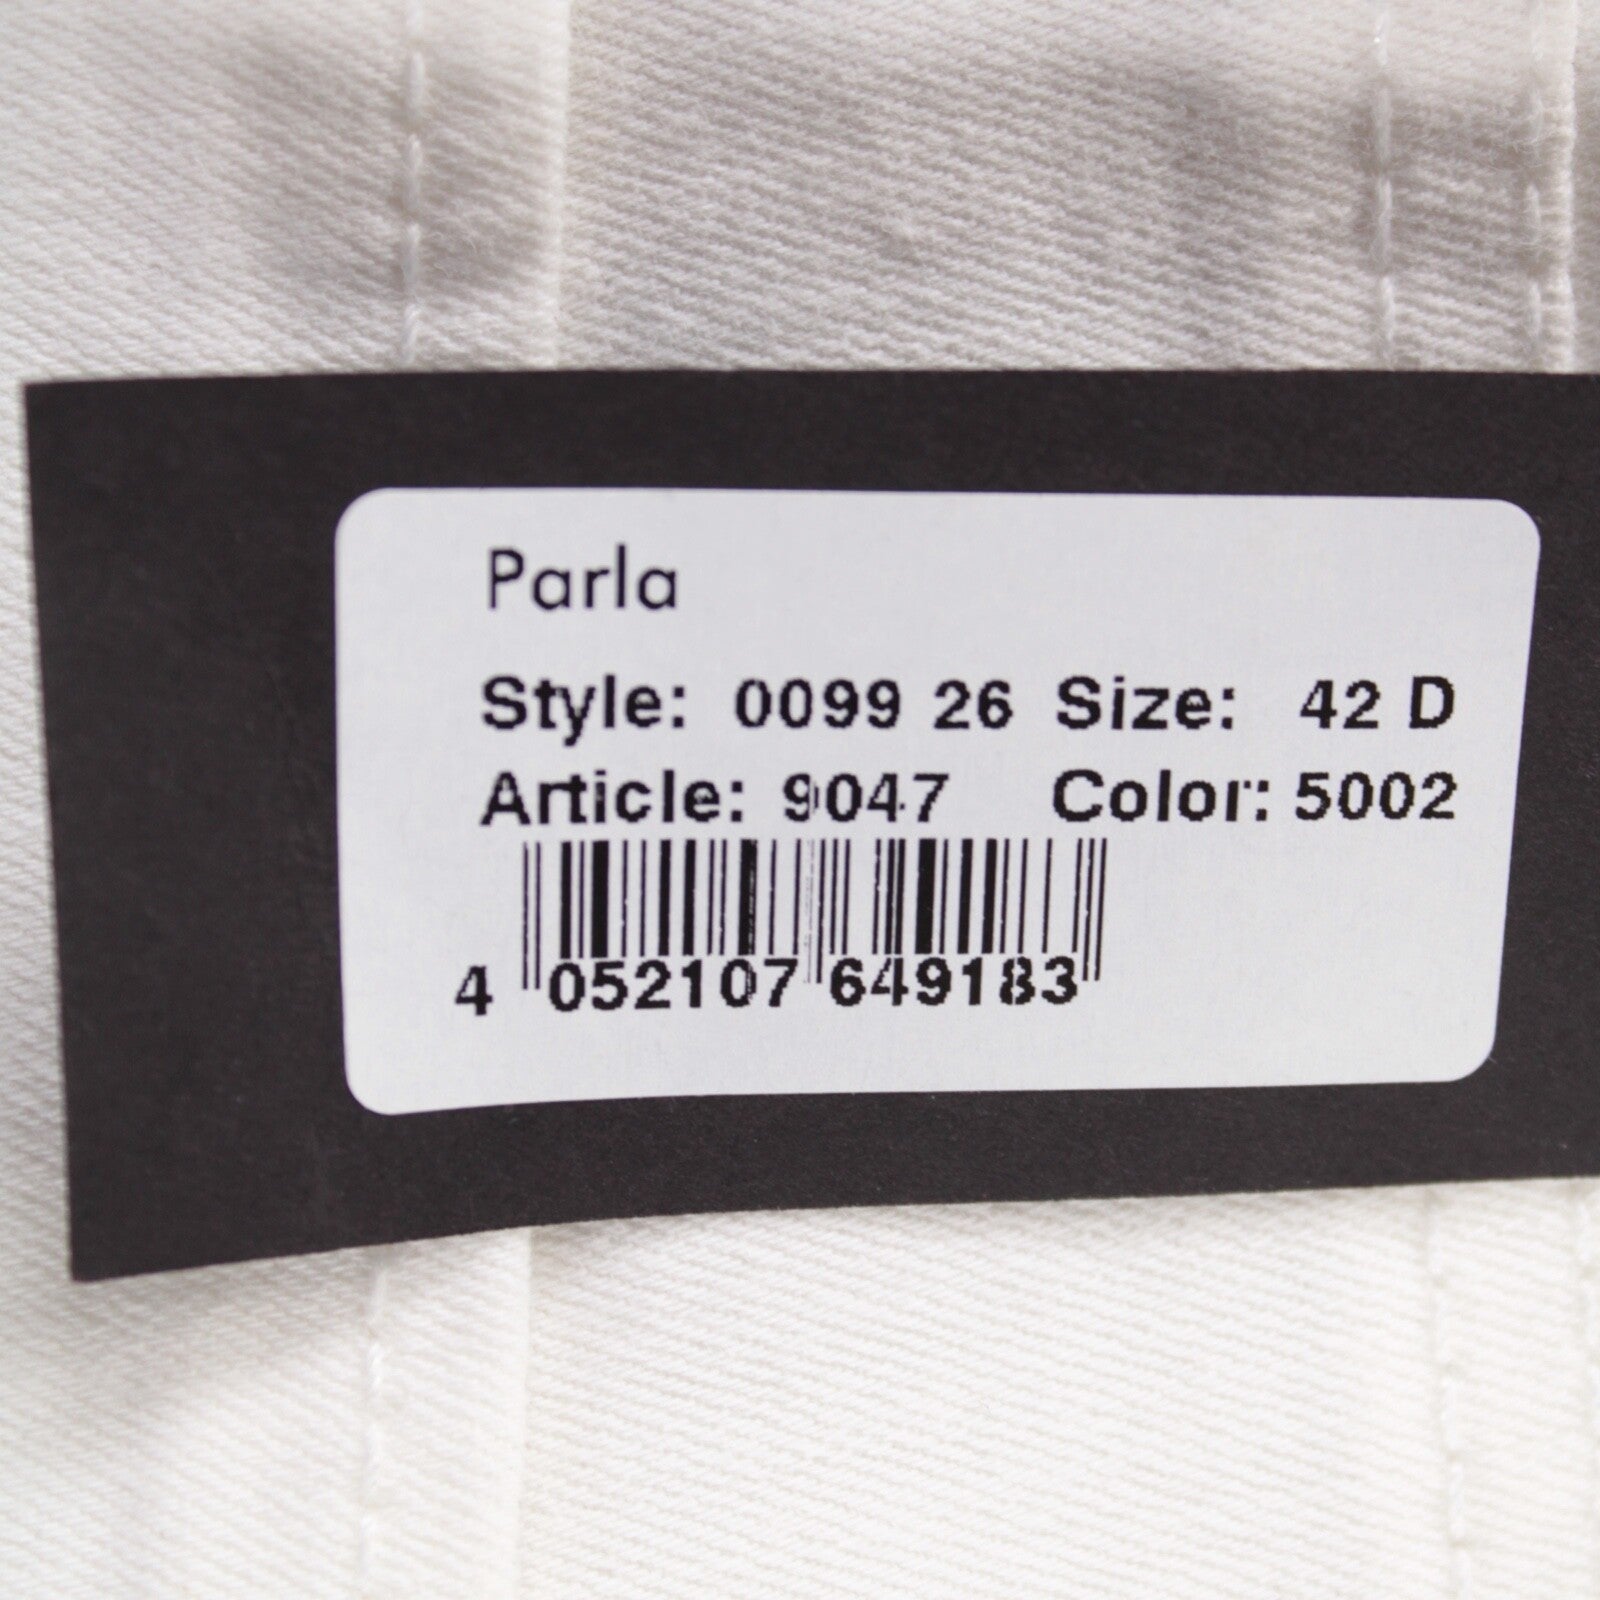 Parla
Style: 0099 26 Size: 42 D
Article: 9047 Color: 5002
4 052107 649183